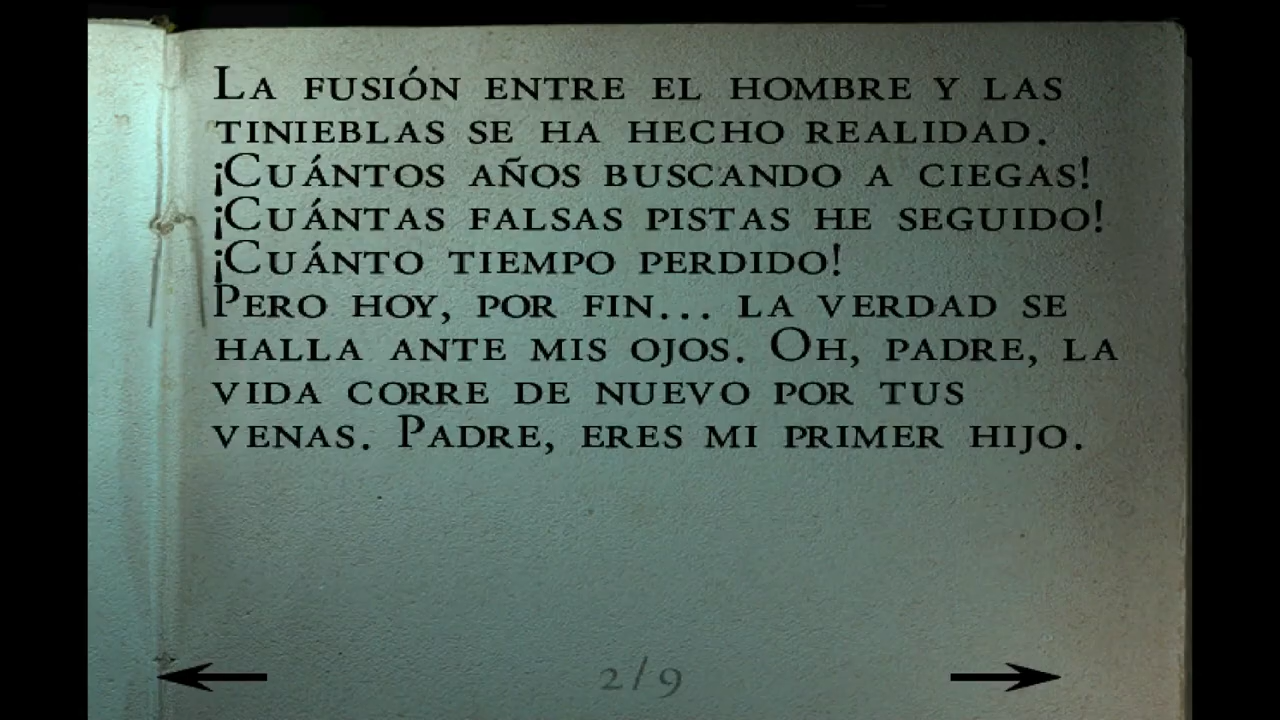 La fusión entre el hombre y las
tinieblas se ha hecho realidad.
¡Cuántos años buscando a ciegas!
¡Cuántas falsas pistas he seguido!
¡Cuánto tiempo perdido!
Pero hoy, por fin... la verdad se
halla ante mis ojos. Oh, padre, la
vida corre de nuevo por tus
venas. Padre, eres mi primer hijo.
2/9